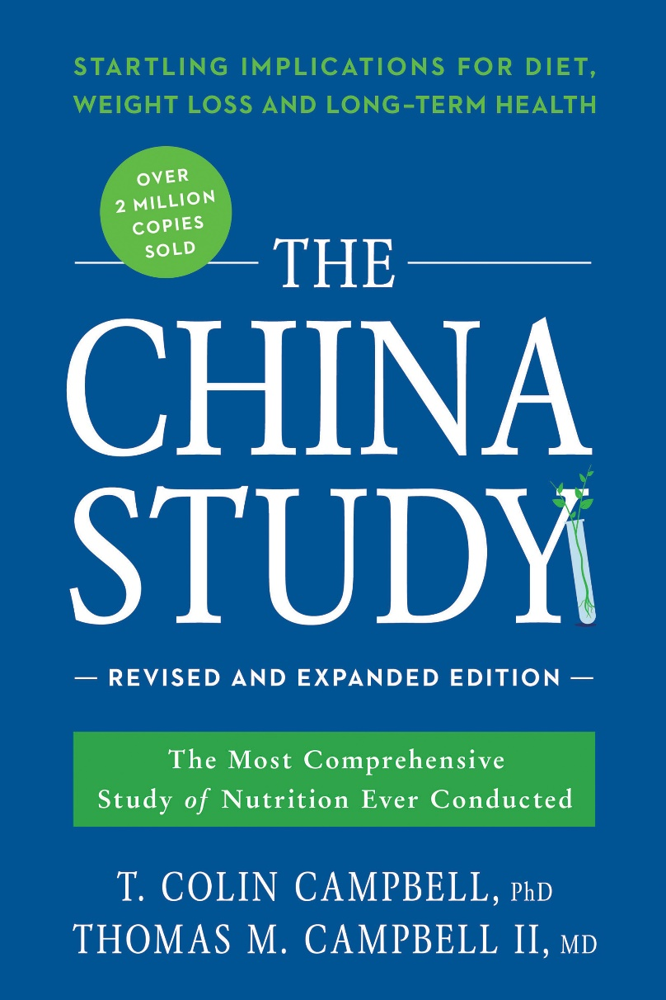 STARTLING IMPLICATIONS FOR DIET,
WEIGHT LOSS AND LONG–TERM HEALTH
OVER
2 MILLION
COPIES
SOLD
THE
CHINA
STUDY
— REVISED AND EXPANDED EDITION —
The Most Comprehensive
Study of Nutrition Ever Conducted
T. COLIN CAMPBELL, PhD
THOMAS M. CAMPBELL II, MD